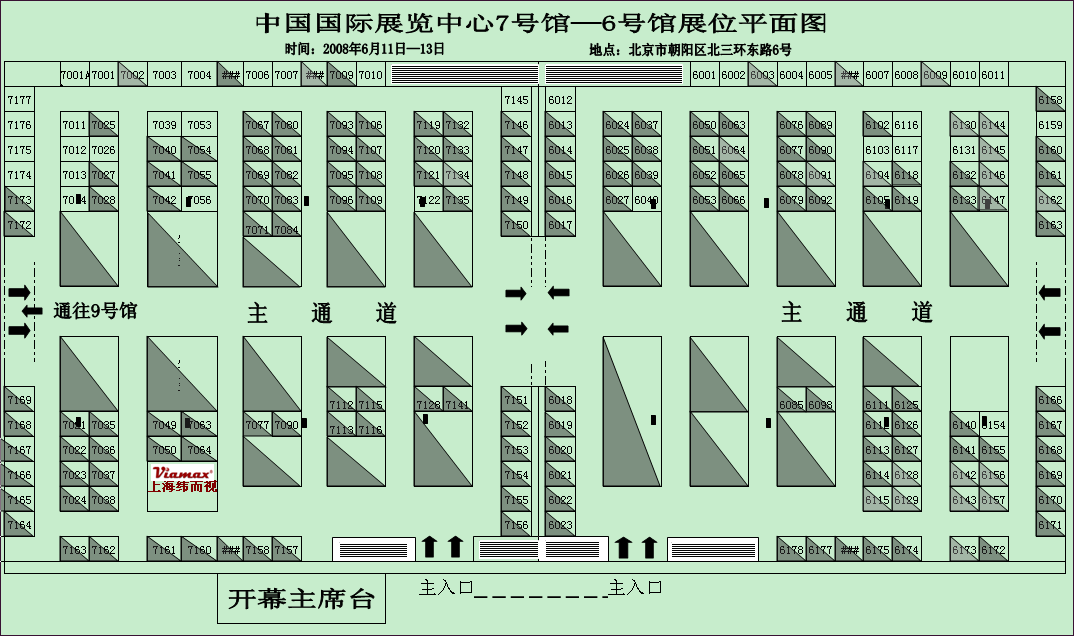 中国国际展览中心7号馆—6号馆展位平面图
时间：2008年6月11日—13日 地点：北京市朝阳区北三环东路6号
7001A 7001 7002 7003 7004 ### 7006 7007 ### 7009 7010 6001 6002 6003 6004 6005 ### 6007 6008 6009 6010 6011
7177 7145 6012 6158
7176 7011 7025 7039 7053 7067 7080 7093 7106 7119 7132 7146 6013 6024 6037 6050 6063 6076 6089 6102 6116 6130 6144 6159
7175 7012 7026 7040 7054 7068 7081 7094 7107 7120 7133 7147 6014 6025 6038 6051 6064 6077 6090 6103 6117 6131 6145 6160
7174 7013 7027 7041 7055 7069 7082 7095 7108 7121 7134 7148 6015 6026 6039 6052 6065 6078 6091 6104 6118 6132 6146 6161
7173 7014 7028 7042 7056 7070 7083 7096 7109 7122 7135 7149 6016 6027 6040 6053 6066 6079 6092 6105 6119 6133 6147 6162
7172 7071 7084 7150 6017 6163
通往9号馆 主 通 道 主 通 道
7169 7112 7115 7128 7141 7151 6018 6085 6098 6111 6125 6166
7168 7021 7035 7049 7063 7077 7090 7113 7116 7152 6019 6112 6126 6140 6154 6167
7167 7022 7036 7050 7064 7153 6020 6113 6127 6141 6155 6168
7166 7023 7037 Viamax 7154 6021 6114 6128 6142 6156 6169
7165 7024 7038 上海纬而视 7155 6022 6115 6129 6143 6157 6170
7164 7156 6023 6171
7163 7162 7161 7160 ### 7158 7157 6178 6177 ### 6175 6174 6173 6172
主入口 主入口
开幕主席台